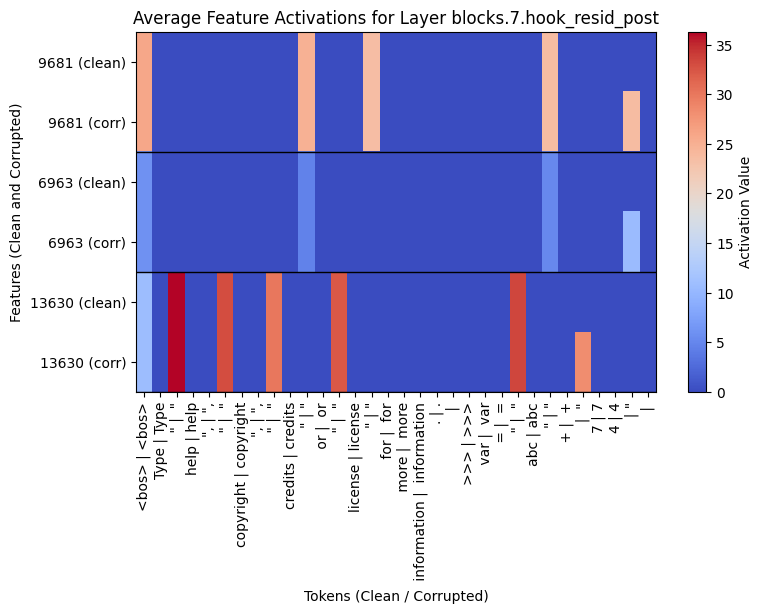 Average Feature Activations for Layer blocks.7.hook_resid_post
Features (Clean and Corrupted)
9681 (clean)
9681 (corr)
6963 (clean)
6963 (corr)
13630 (clean)
13630 (corr)
<bos> | <bos>
Type | Type
" | "
help | help
", | ",
" | "
copyright | copyright
", | ",
" | "
credits | credits
" | "
or | or
" | "
license | license
" | "
for | for
more | more
information | information
. | .
|
>>> | >>>
var | var
= | =
" | "
abc | abc
" | "
+ | +
| "
7 | 7
4 | 4
| "
|
Tokens (Clean / Corrupted)
35
30
25
20
15
10
5
0
Activation Value